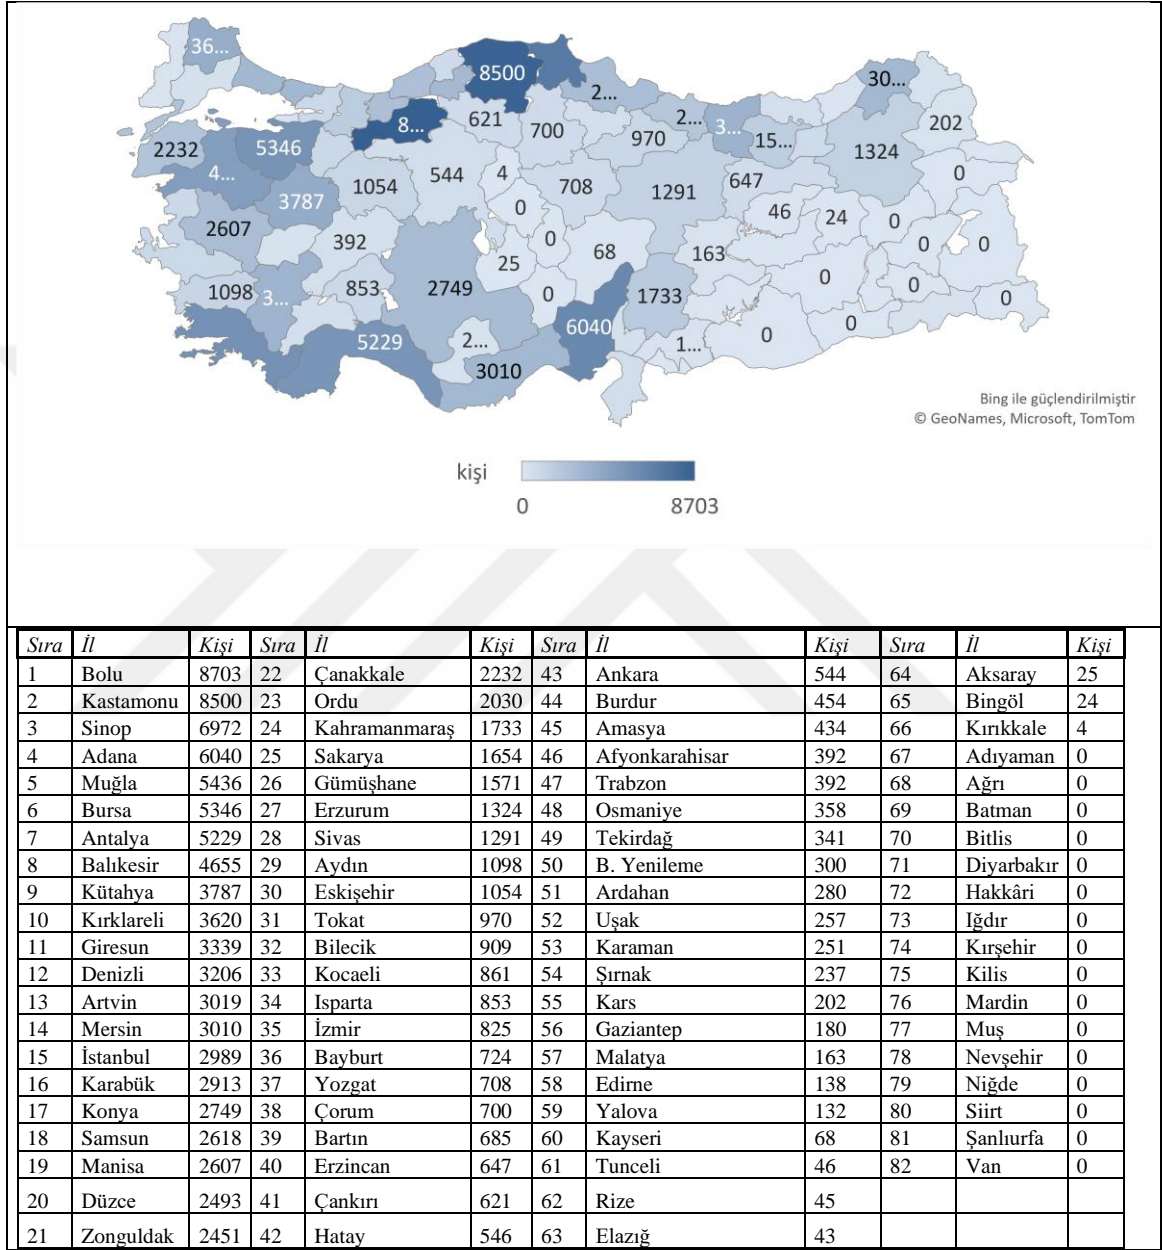 36...
8500
30...
2...
8...
621
700
2...
3...
15...
202
970
2232
5346
1324
4...
544
4
0
1054
708
1291
647
3787
0
46
24
0
2607
392
0
68
163
0
0
25
0
0
1098
3...
853
2749
0
1733
0
6040
0
5229
2...
1...
0
3010
Bing ile güçlendirilmiştir
© GeoNames, Microsoft, TomTom
kişi
0 8703
Sıra İl Kişi Sıra İl Kişi Sıra İl Kişi Sıra İl Kişi
1 Bolu 8703 22 Çanakkale 2232 43 Ankara 544 64 Aksaray 25
2 Kastamonu 8500 23 Ordu 2030 44 Burdur 454 65 Bingöl 24
3 Sinop 6972 24 Kahramanmaraş 1733 45 Amasya 434 66 Kırıkkale 4
4 Adana 6040 25 Sakarya 1654 46 Afyonkarahisar 392 67 Adıyaman 0
5 Muğla 5436 26 Gümüşhane 1571 47 Trabzon 392 68 Ağrı 0
6 Bursa 5346 27 Erzurum 1324 48 Osmaniye 358 69 Batman 0
7 Antalya 5229 28 Sivas 1291 49 Tekirdağ 341 70 Bitlis 0
8 Balıkesir 4655 29 Aydın 1098 50 B. Yenileme 300 71 Diyarbakır 0
9 Kütahya 3787 30 Eskişehir 1054 51 Ardahan 280 72 Hakkâri 0
10 Kırklareli 3620 31 Tokat 970 52 Uşak 257 73 Iğdır 0
11 Giresun 3339 32 Bilecik 909 53 Karaman 251 74 Kırşehir 0
12 Denizli 3206 33 Kocaeli 861 54 Şırnak 237 75 Kilis 0
13 Artvin 3019 34 Isparta 853 55 Kars 202 76 Mardin 0
14 Mersin 3010 35 İzmir 825 56 Gaziantep 180 77 Muş 0
15 İstanbul 2989 36 Bayburt 724 57 Malatya 163 78 Nevşehir 0
16 Karabük 2913 37 Yozgat 708 58 Edirne 138 79 Niğde 0
17 Konya 2749 38 Çorum 700 59 Yalova 132 80 Siirt 0
18 Samsun 2618 39 Bartın 685 60 Kayseri 68 81 Şanlıurfa 0
19 Manisa 2607 40 Erzincan 647 61 Tunceli 46 82 Van 0
20 Düzce 2493 41 Çankırı 621 62 Rize 45
21 Zonguldak 2451 42 Hatay 546 63 Elazığ 43